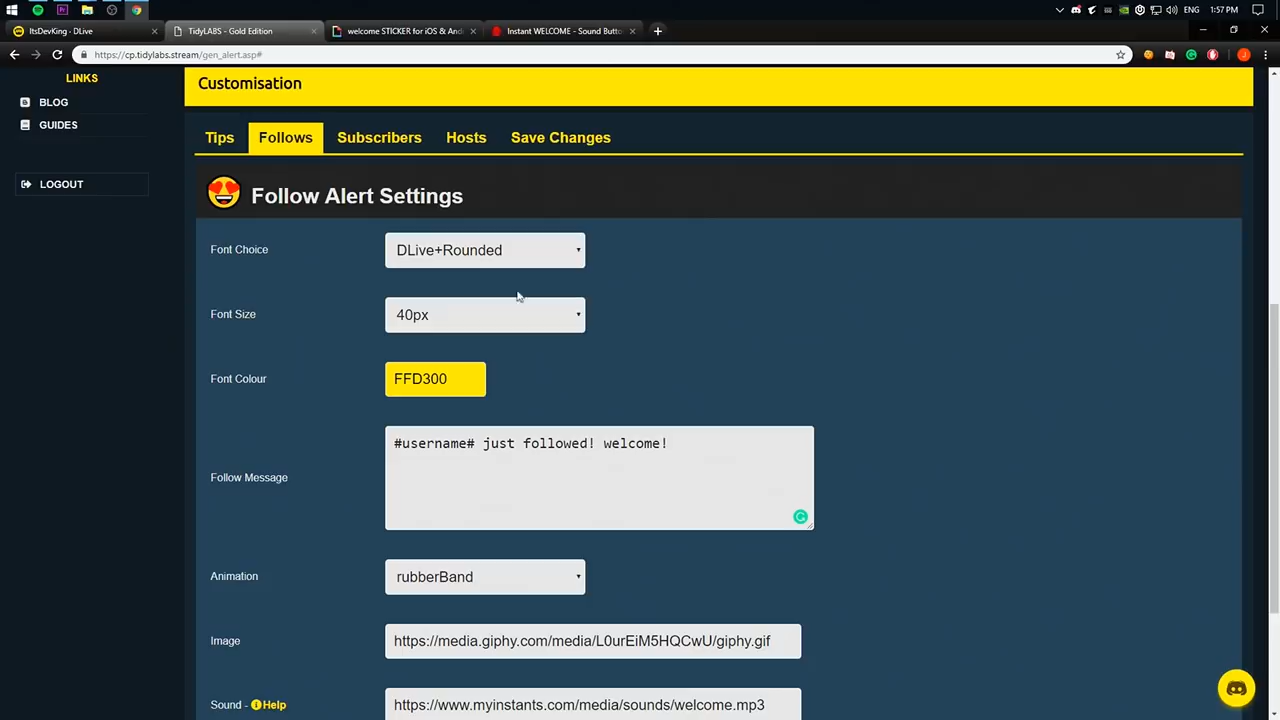 ENG 1:57 PM
ItsDevKing - DLive
TidyLABS - Gold Edition
welcome STICKER for iOS & And
Instant WELCOME - Sound Butto
https://cp.tidylabs.stream/gen_alert.asp#
LINKS
BLOG
GUIDES
LOGOUT
Customisation
Tips Follows Subscribers Hosts Save Changes
Follow Alert Settings
Font Choice DLive+Rounded
Font Size 40px
Font Colour FFD300
#username# just followed! welcome!
Follow Message
Animation rubberBand
Image https://media.giphy.com/media/L0urEiM5HQCwU/giphy.gif
Sound - Help https://www.myinstants.com/media/sounds/welcome.mp3